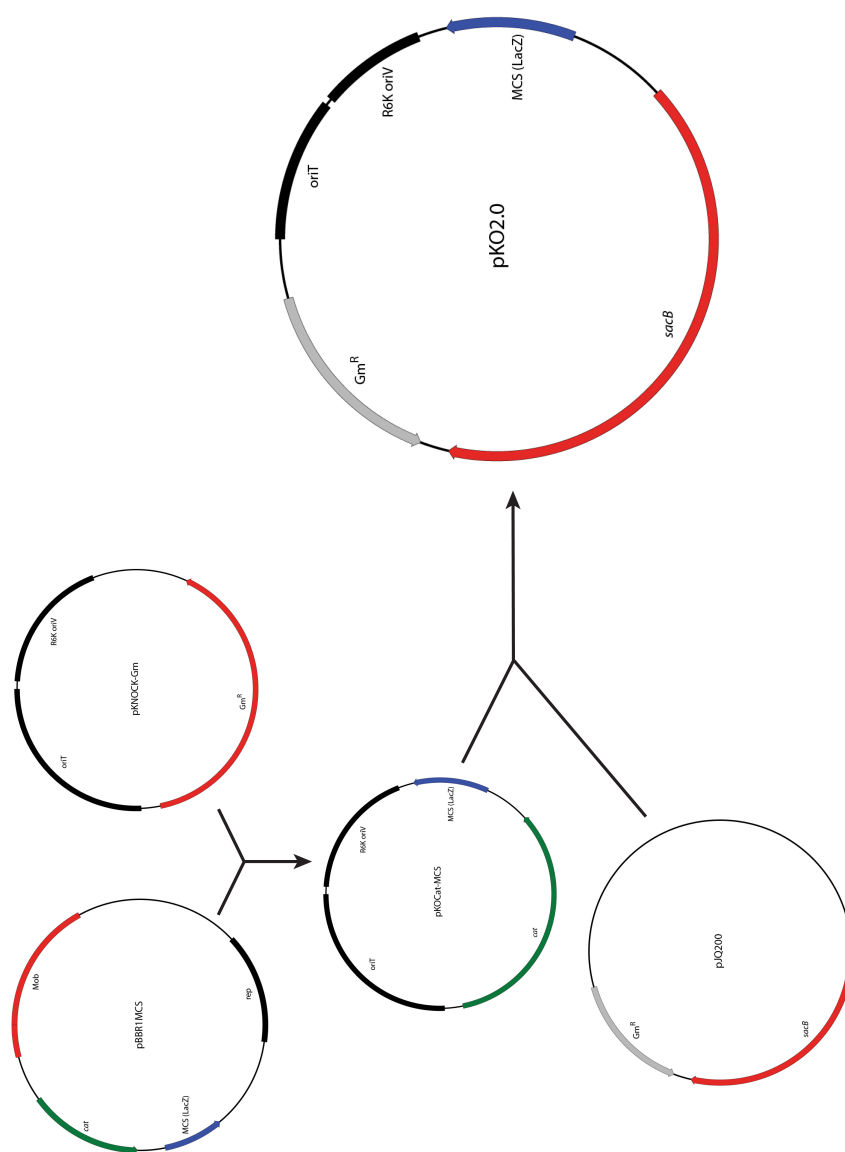 MCS (LacZ)
R6K oriV
oriT
pKO2.0
sacB
Gm^R
R6K oriV
pKNOCK-Gm
Gm^R
oriT
MCS (LacZ)
R6K oriV
pKOCat-MCS
cat
oriT
Mob
rep
pBBR1MCS
MCS (LacZ)
cat
pJQ200
Gm^R
sacB